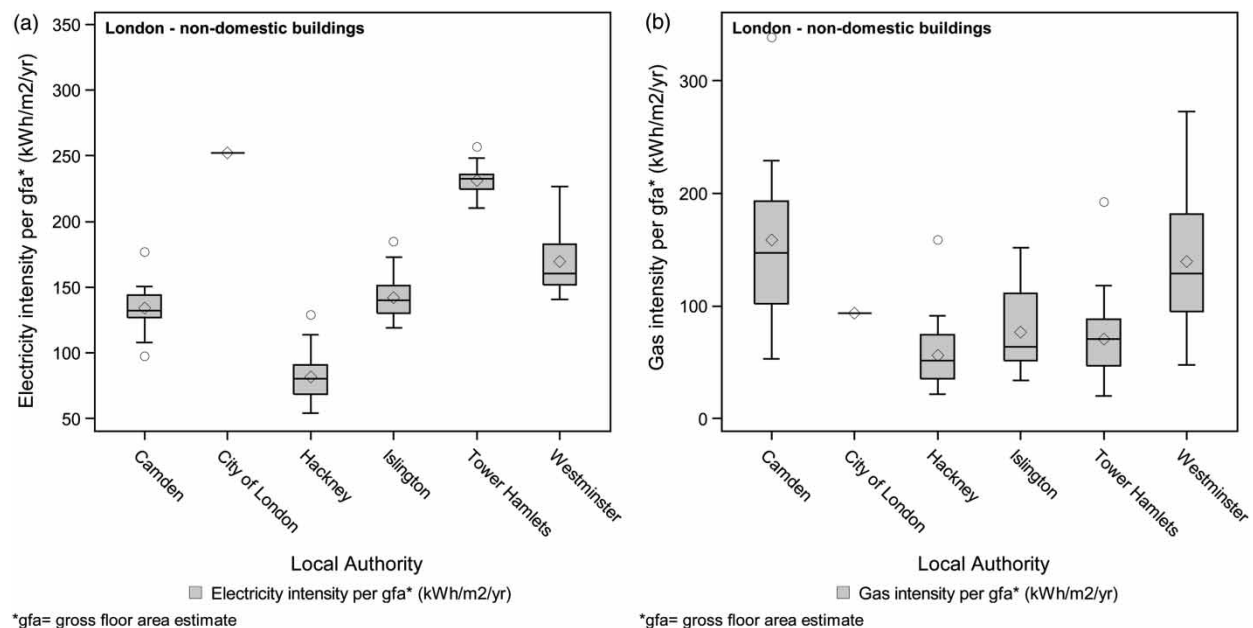 (a)
London - non-domestic buildings
Electricity intensity per gfa* (kWh/m2/yr)
350
300
250
200
150
100
50
Camden
City of London
Hackney
Islington
Tower Hamlets
Westminster
Local Authority
Electricity intensity per gfa* (kWh/m2/yr)
*gfa= gross floor area estimate
(b)
London - non-domestic buildings
Gas intensity per gfa* (kWh/m2/yr)
300
200
100
0
Camden
City of London
Hackney
Islington
Tower Hamlets
Westminster
Local Authority
Gas intensity per gfa* (kWh/m2/yr)
*gfa= gross floor area estimate